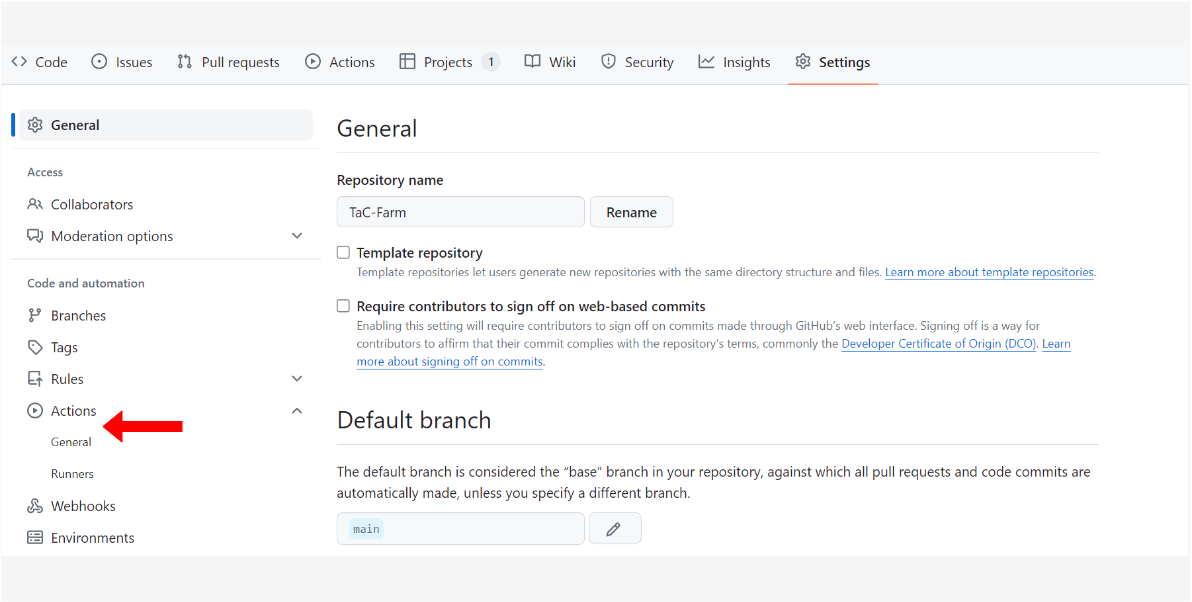 Code Issues Pull requests Actions Projects 1 Wiki Security Insights Settings
General
Access
Collaborators
Moderation options
Code and automation
Branches
Tags
Rules
Actions
General
Runners
Webhooks
Environments
General
Repository name
TaC-Farm Rename
Template repository
Template repositories let users generate new repositories with the same directory structure and files. Learn more about template repositories.
Require contributors to sign off on web-based commits
Enabling this setting will require contributors to sign off on commits made through GitHub's web interface. Signing off is a way for
contributors to affirm that their commit complies with the repository's terms, commonly the Developer Certificate of Origin (DCO). Learn
more about signing off on commits.
Default branch
The default branch is considered the “base” branch in your repository, against which all pull requests and code commits are
automatically made, unless you specify a different branch.
main